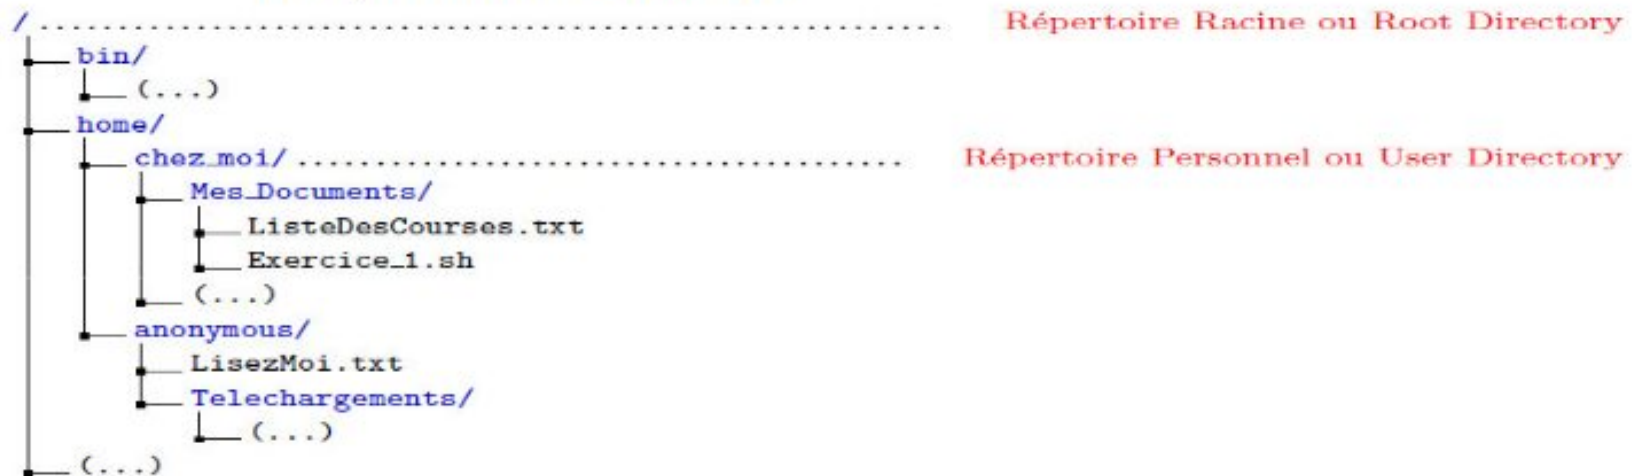 / ........................................................... Répertoire Racine ou Root Directory
bin/
(...)
home/
chez_moi/ ....................................... Répertoire Personnel ou User Directory
Mes_Documents/
ListeDesCourses.txt
Exercice_1.sh
(...)
anonymous/
LisezMoi.txt
Telechargements/
(...)
(...)